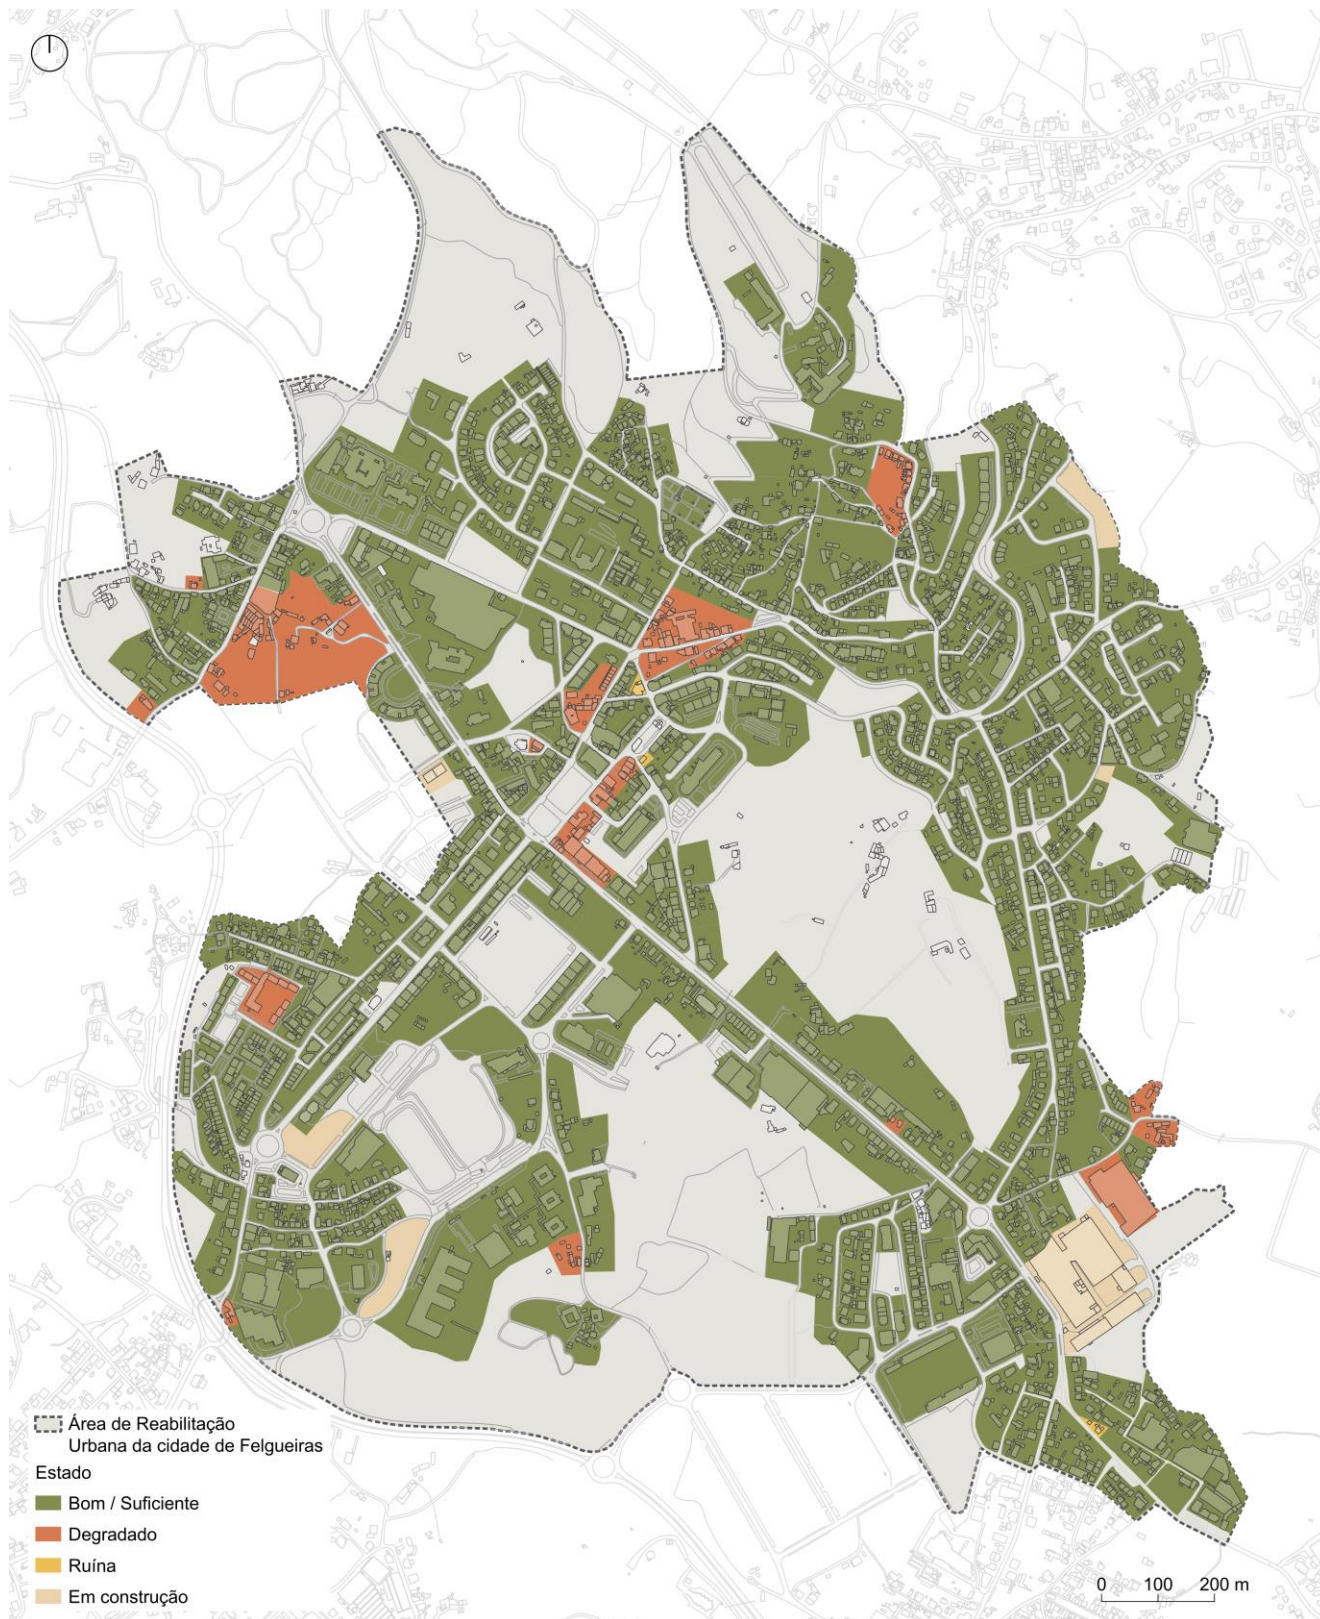 Área de Reabilitação
Urbana da cidade de Felgueiras
Estado
Bom / Suficiente
Degradado
Ruína
Em construção
0 100 200 m